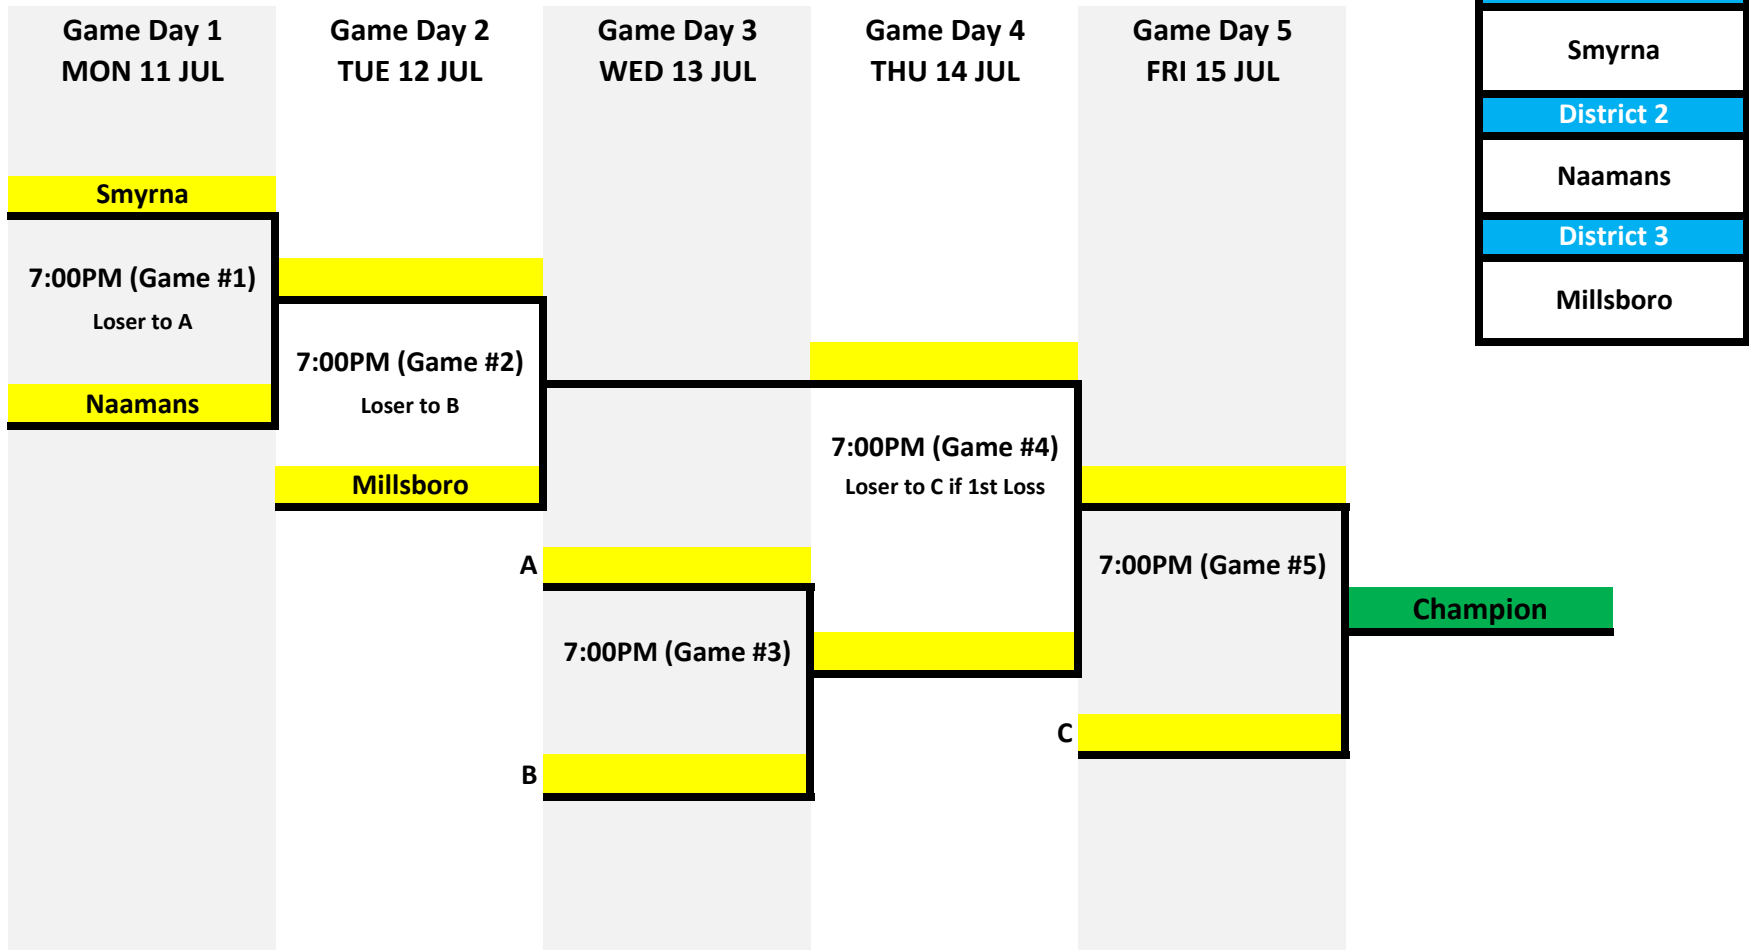 Game Day 1
MON 11 JUL
Game Day 2
TUE 12 JUL
Game Day 3
WED 13 JUL
Game Day 4
THU 14 JUL
Game Day 5
FRI 15 JUL
Smyrna
District 2
Naamans
District 3
Millsboro
Smyrna
7:00PM (Game #1)
Loser to A
Naamans
7:00PM (Game #2)
Loser to B
Millsboro
A
7:00PM (Game #3)
B
7:00PM (Game #4)
Loser to C if 1st Loss
7:00PM (Game #5)
C
Champion